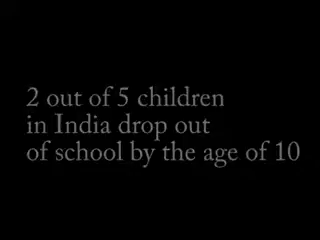 2 out of 5 children
in India drop out
of school by the age of 10